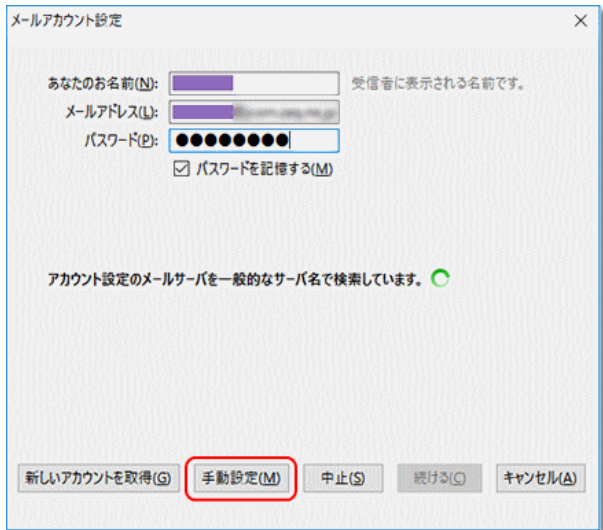 メールアカウント設定
あなたのお名前(N): 受信者に表示される名前です。
メールアドレス(L):
パスワード(P): ●●●●●●●●
パスワードを記憶する(M)
アカウント設定のメールサーバを一般的なサーバ名で検索しています。
新しいアカウントを取得(G) 手動設定(M) 中止(S) 続ける(C) キャンセル(A)